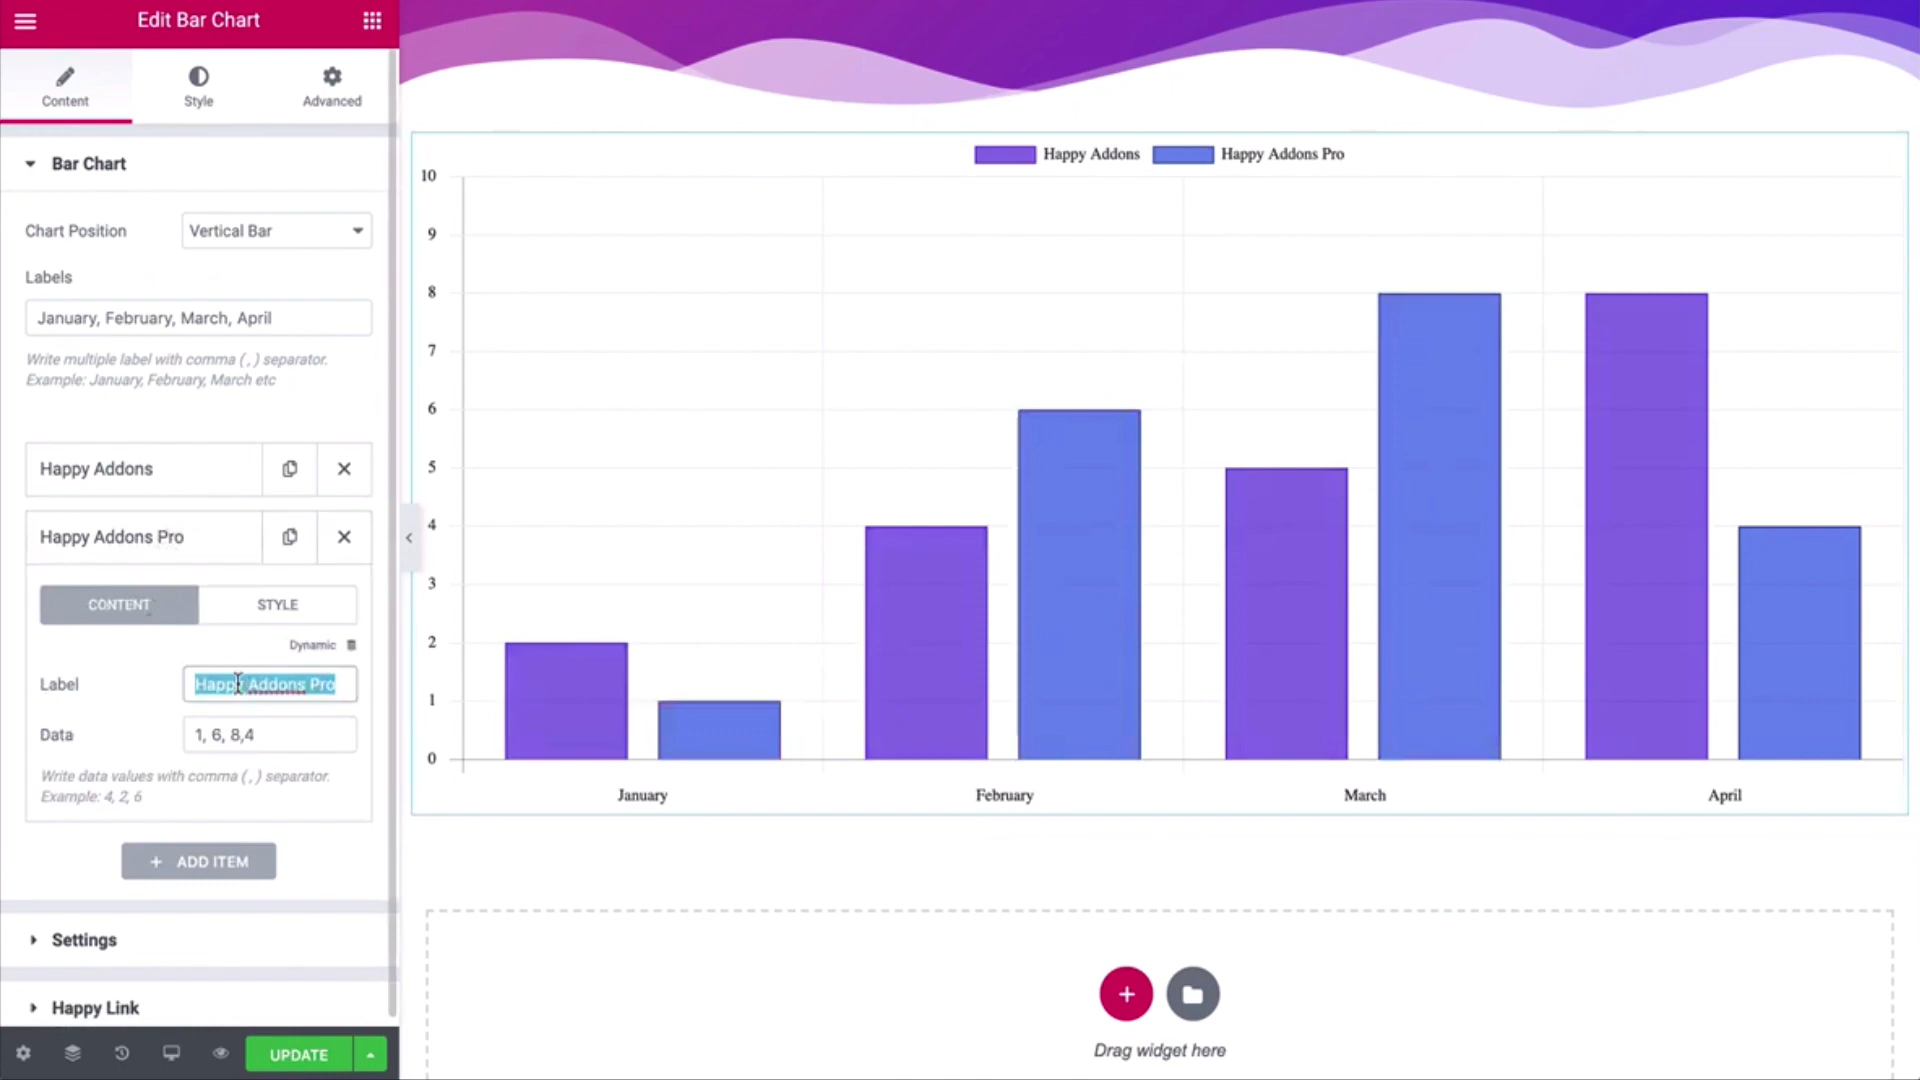 Edit Bar Chart
Content
Style
Advanced
Bar Chart
Chart Position
Vertical Bar
Labels
January, February, March, April
Write multiple label with comma ( , ) separator.
Example: January, February, March etc
Happy Addons
Happy Addons Pro
CONTENT
STYLE
Dynamic
Label
Happy Addons Pro
Data
1, 6, 8,4
Write data values with comma ( , ) separator.
Example: 4, 2, 6
+ ADD ITEM
Settings
Happy Link
UPDATE
Happy Addons
Happy Addons Pro
10
9
8
7
6
5
4
3
2
1
0
January
February
March
April
Drag widget here